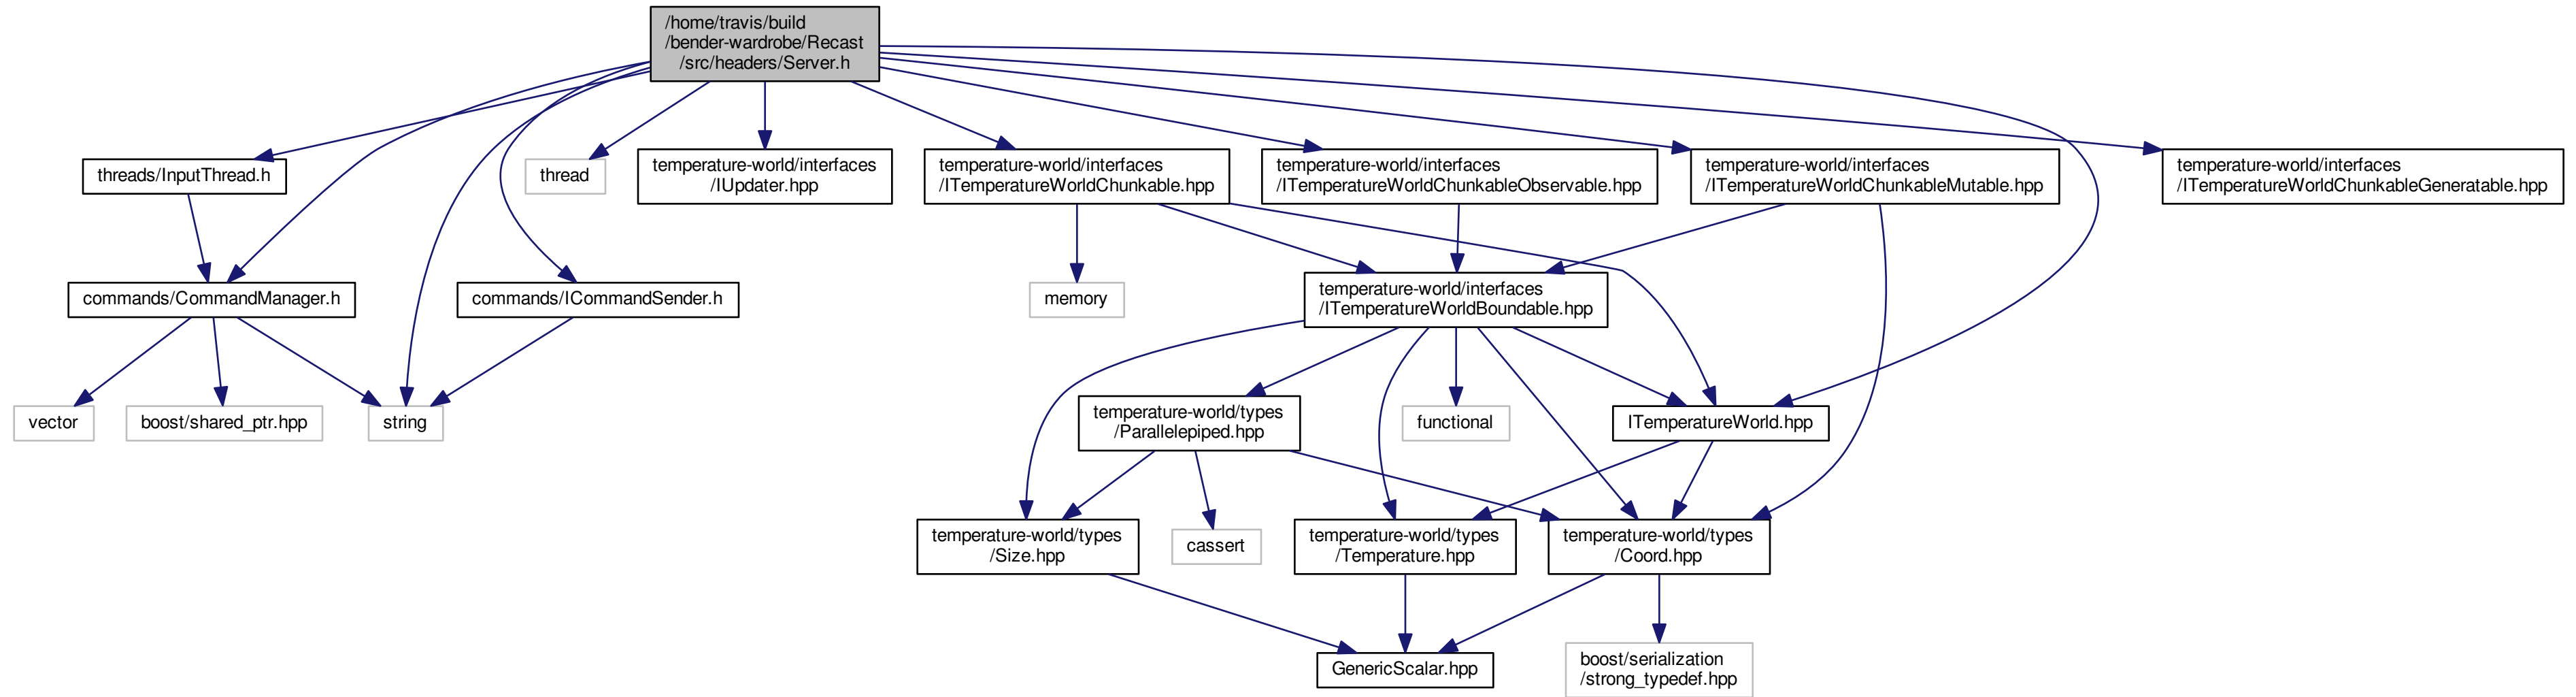 /home/travis/build
/bender-wardrobe/Recast
/src/headers/Server.h
threads/InputThread.h
thread
temperature-world/interfaces
/IUpdater.hpp
temperature-world/interfaces
/ITemperatureWorldChunkable.hpp
temperature-world/interfaces
/ITemperatureWorldChunkableObservable.hpp
temperature-world/interfaces
/ITemperatureWorldChunkableMutable.hpp
temperature-world/interfaces
/ITemperatureWorldChunkableGeneratable.hpp
commands/CommandManager.h
commands/ICommandSender.h
memory
temperature-world/interfaces
/ITemperatureWorldBoundable.hpp
vector
boost/shared_ptr.hpp
string
temperature-world/types
/Parallelepiped.hpp
functional
ITemperatureWorld.hpp
temperature-world/types
/Size.hpp
cassert
temperature-world/types
/Temperature.hpp
temperature-world/types
/Coord.hpp
GenericScalar.hpp
boost/serialization
/strong_typedef.hpp